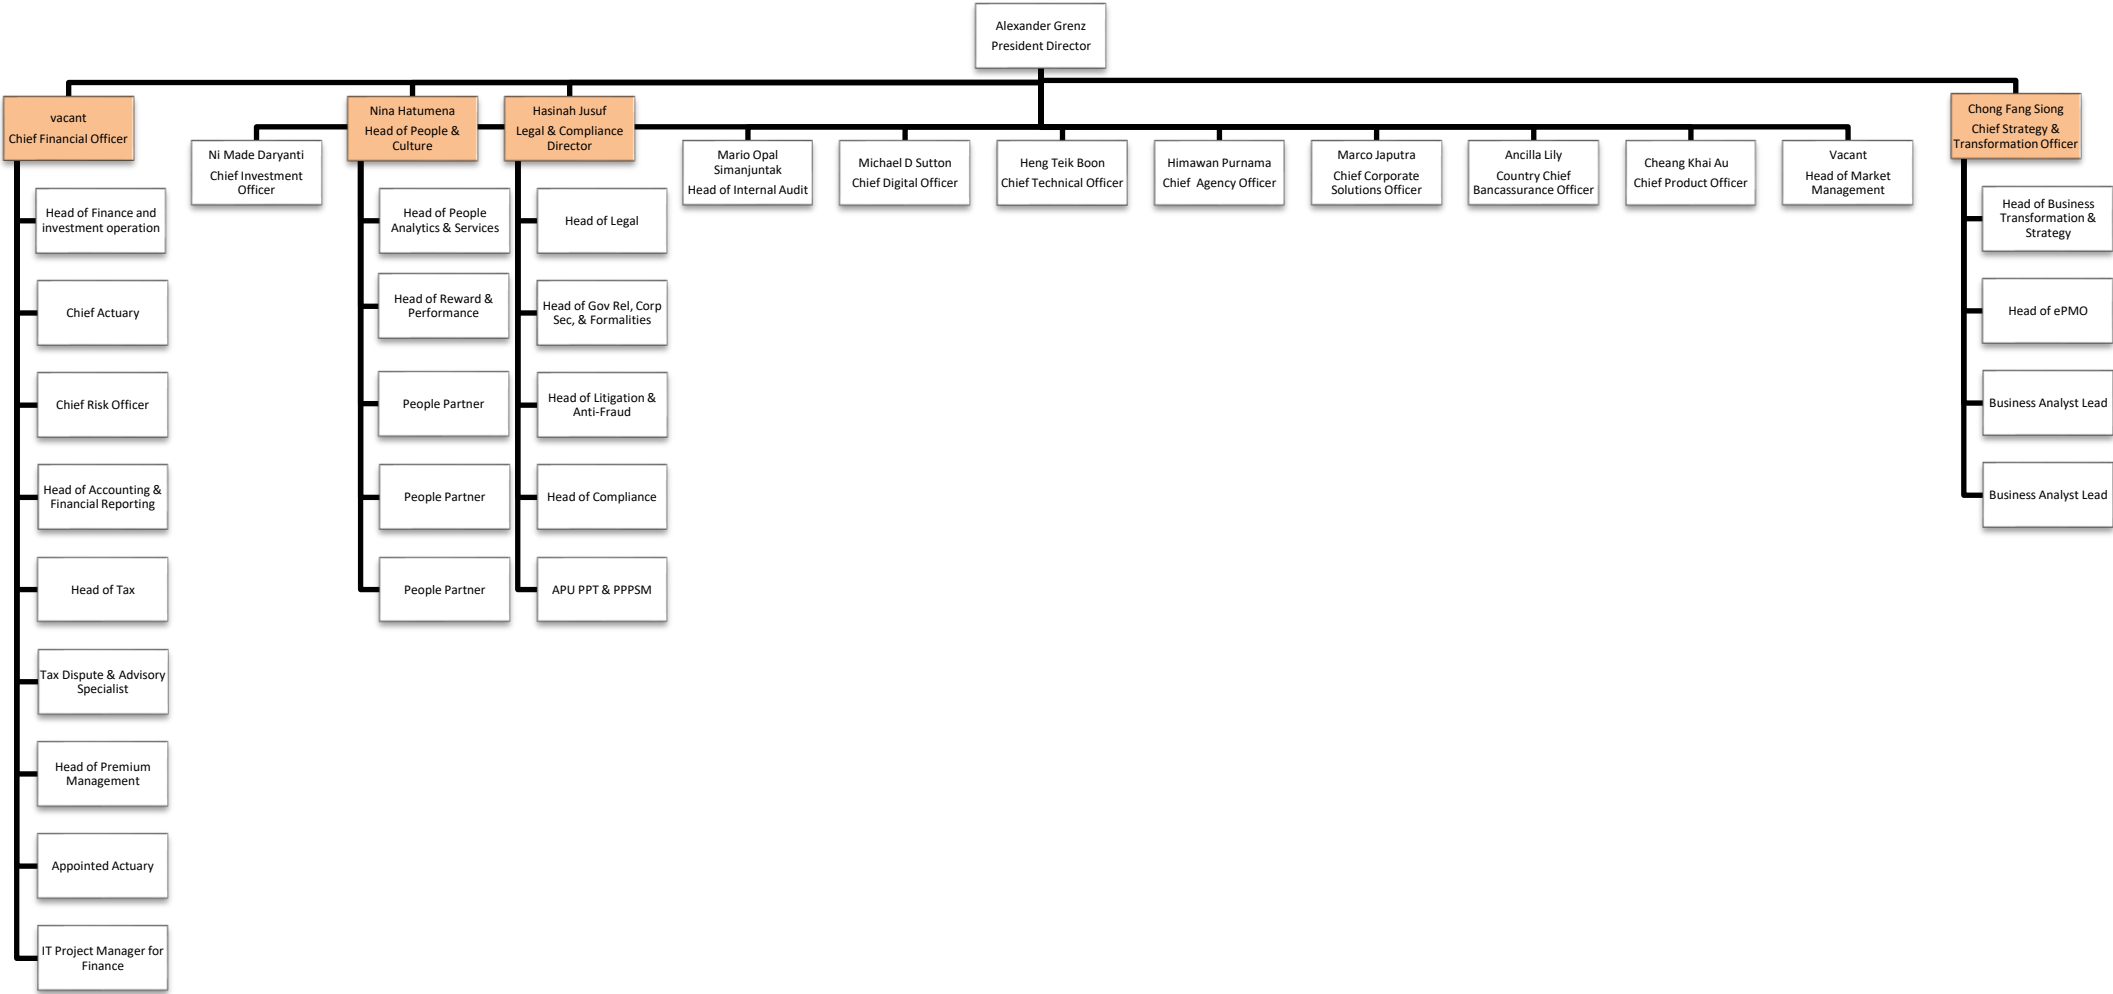 Alexander Grenz
President Director
vacant
Chief Financial Officer
Nina Hatumena
Head of People &
Culture
Hasinah Jusuf
Legal & Compliance
Director
Chong Fang Siong
Chief Strategy &
Transformation Officer
Ni Made Daryanti
Chief Investment
Officer
Mario Opal
Simanjuntak
Head of Internal Audit
Michael D Sutton
Chief Digital Officer
Heng Teik Boon
Chief Technical Officer
Himawan Purnama
Chief  Agency Officer
Marco Japutra
Chief Corporate
Solutions Officer
Ancilla Lily
Country Chief
Bancassurance Officer
Cheang Khai Au
Chief Product Officer
Vacant
Head of Market
Management
Head of Finance and
investment operation
Chief Actuary
Chief Risk Officer
Head of Accounting &
Financial Reporting
Head of Tax
Tax Dispute & Advisory
Specialist
Head of Premium
Management
Appointed Actuary
IT Project Manager for
Finance
Head of People
Analytics & Services
Head of Reward &
Performance
People Partner
People Partner
People Partner
Head of Legal
Head of Gov Rel, Corp
Sec, & Formalities
Head of Litigation &
Anti-Fraud
Head of Compliance
APU PPT & PPPSM
Head of Business
Transformation &
Strategy
Head of ePMO
Business Analyst Lead
Business Analyst Lead